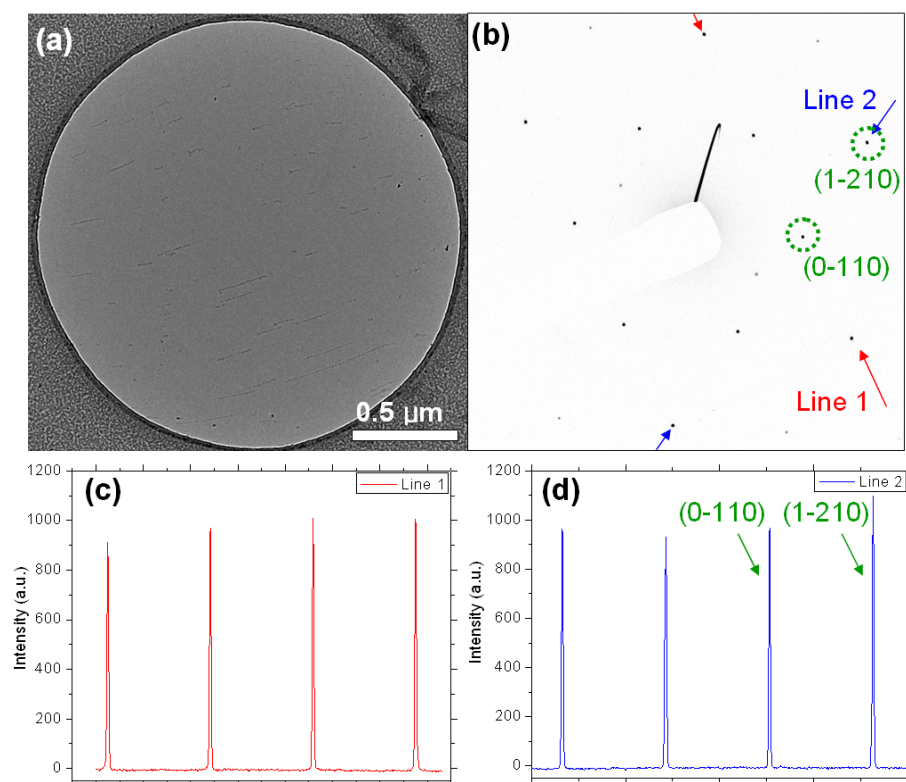 (a)
0.5 µm
(b)
Line 2
(1-210)
(0-110)
Line 1
(c)
Line 1
1200
1000
800
600
400
200
0
Intensity (a.u.)
(d)
Line 2
(0-110) (1-210)
1200
1000
800
600
400
200
0
Intensity (a.u.)